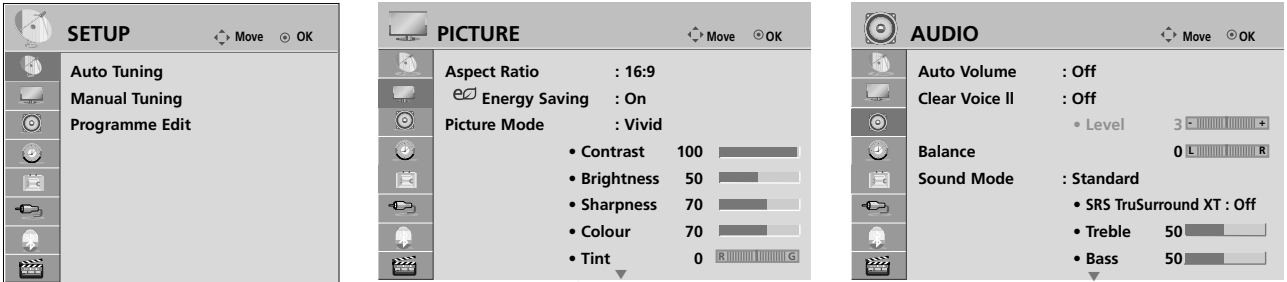 SETUP
Move OK
Auto Tuning
Manual Tuning
Programme Edit
PICTURE
Move OK
Aspect Ratio : 16:9
Energy Saving : On
Picture Mode : Vivid
• Contrast 100
• Brightness 50
• Sharpness 70
• Colour 70
• Tint 0 R G
AUDIO
Move OK
Auto Volume : Off
Clear Voice ll : Off
• Level 3 - +
Balance 0 L R
Sound Mode : Standard
• SRS TruSurround XT : Off
• Treble 50
• Bass 50